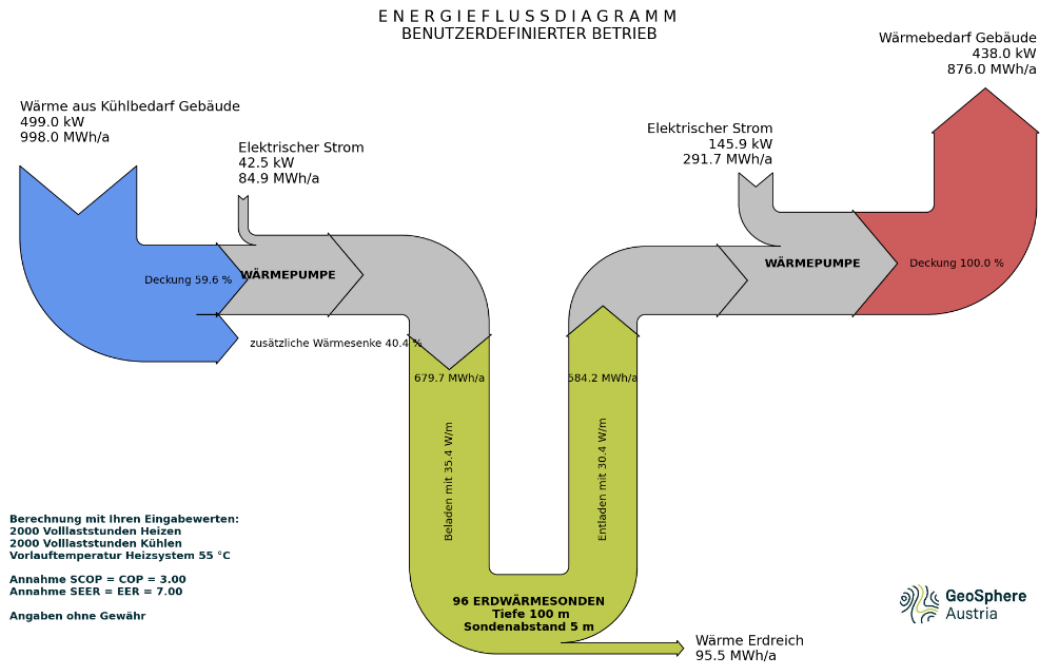 E N E R G I E F L U S S D I A G R A M M
BENUTZERDEFINIERTER BETRIEB
Wärmebedarf Gebäude
438.0 kW
876.0 MWh/a
Wärme aus Kühlbedarf Gebäude
499.0 kW
998.0 MWh/a
Elektrischer Strom
42.5 kW
84.9 MWh/a
Elektrischer Strom
145.9 kW
291.7 MWh/a
Deckung 59.6 %
WÄRMEPUMPE
WÄRMEPUMPE
Deckung 100.0 %
zusätzliche Wärmesenke 40.4 %
679.7 MWh/a
584.2 MWh/a
Beladen mit 35.4 W/m
Entladen mit 30.4 W/m
Berechnung mit Ihren Eingabewerten:
2000 Volllaststunden Heizen
2000 Volllaststunden Kühlen
Vorlauftemperatur Heizsystem 55 °C
Annahme SCOP = COP = 3.00
Annahme SEER = EER = 7.00
Angaben ohne Gewähr
96 ERDWÄRMESONDEN
Tiefe 100 m
Sondenabstand 5 m
Wärme Erdreich
95.5 MWh/a
GeoSphere
Austria